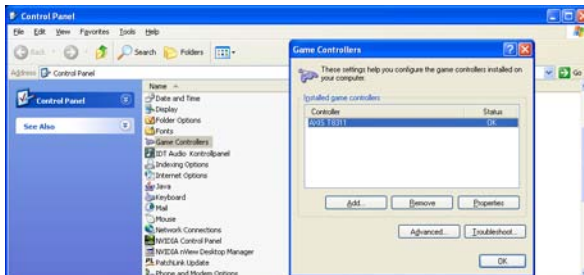 Control Panel
File Edit View Favorites Tools Help
Back Search Folders
Address Control Panel Go
Control Panel
See Also
Name
Date and Time
Display
Folder Options
Fonts
Game Controllers
IDT Audio Kontrollpanel
Indexing Options
Internet Options
Java
Keyboard
Mail
Mouse
Network Connections
NVIDIA Control Panel
NVIDIA nView Desktop Manager
PatchLink Update
Phone and Modem Options
Game Controllers
These settings help you configure the game controllers installed on
your computer.
Installed game controllers
Controller Status
AXIS T8311 OK
Add... Remove Properties
Advanced... Troubleshoot...
OK